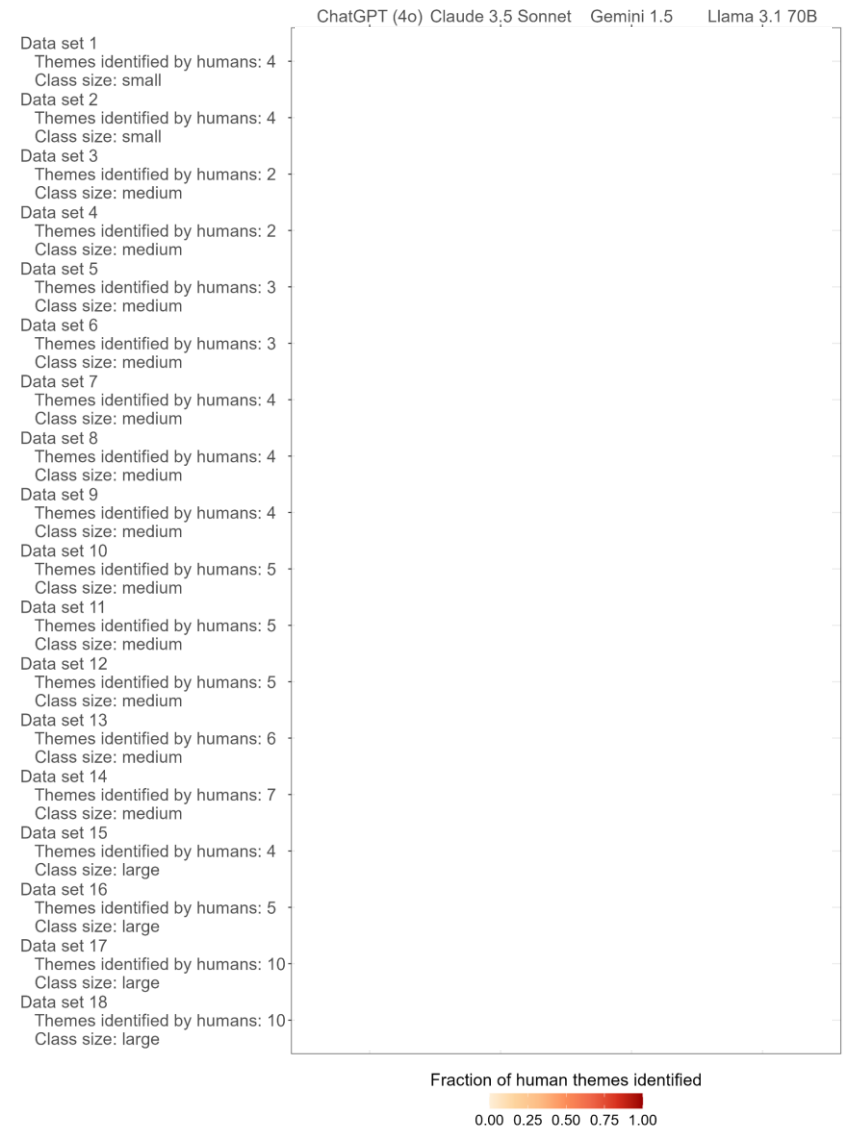 ChatGPT (4o) Claude 3.5 Sonnet Gemini 1.5 Llama 3.1 70B
Data set 1
Themes identified by humans: 4
Class size: small
Data set 2
Themes identified by humans: 4
Class size: small
Data set 3
Themes identified by humans: 2
Class size: medium
Data set 4
Themes identified by humans: 2
Class size: medium
Data set 5
Themes identified by humans: 3
Class size: medium
Data set 6
Themes identified by humans: 3
Class size: medium
Data set 7
Themes identified by humans: 4
Class size: medium
Data set 8
Themes identified by humans: 4
Class size: medium
Data set 9
Themes identified by humans: 4
Class size: medium
Data set 10
Themes identified by humans: 5
Class size: medium
Data set 11
Themes identified by humans: 5
Class size: medium
Data set 12
Themes identified by humans: 5
Class size: medium
Data set 13
Themes identified by humans: 6
Class size: medium
Data set 14
Themes identified by humans: 7
Class size: medium
Data set 15
Themes identified by humans: 4
Class size: large
Data set 16
Themes identified by humans: 5
Class size: large
Data set 17
Themes identified by humans: 10
Class size: large
Data set 18
Themes identified by humans: 10
Class size: large
Fraction of human themes identified
0.00 0.25 0.50 0.75 1.00